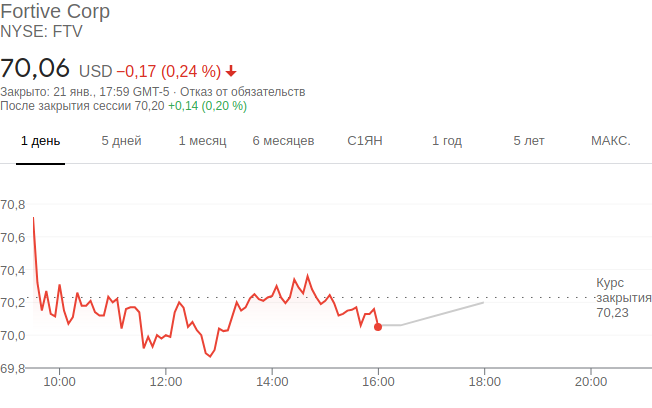 Fortive Corp
NYSE: FTV
70,06 USD −0,17 (0,24 %)
Закрыто: 21 янв., 17:59 GMT-5 · Отказ от обязательств
После закрытия сессии 70,20 +0,14 (0,20 %)
1 день 5 дней 1 месяц 6 месяцев С1ЯН 1 год 5 лет МАКС.
70,8
70,6
70,4
70,2
70,0
69,8
Курс
закрытия
70,23
10:00 12:00 14:00 16:00 18:00 20:00